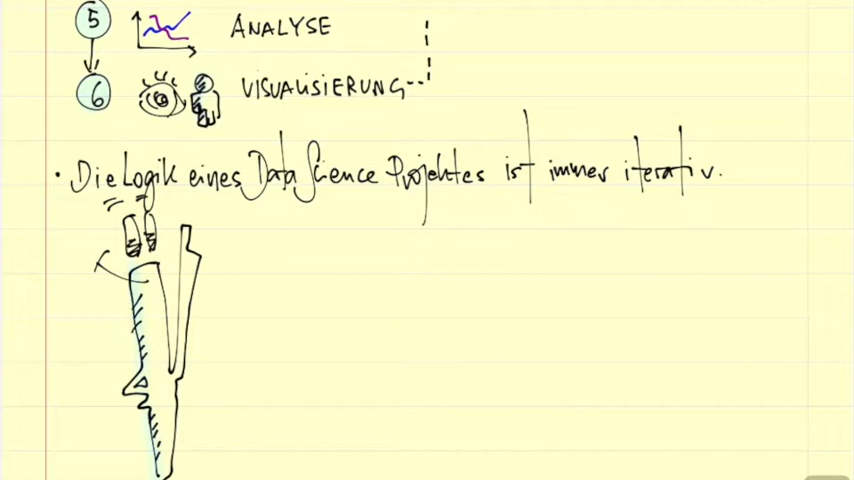 5 ANALYSE
6 VISUALISIERUNG
• Die Logik eines Data Science Projektes ist immer iterativ.